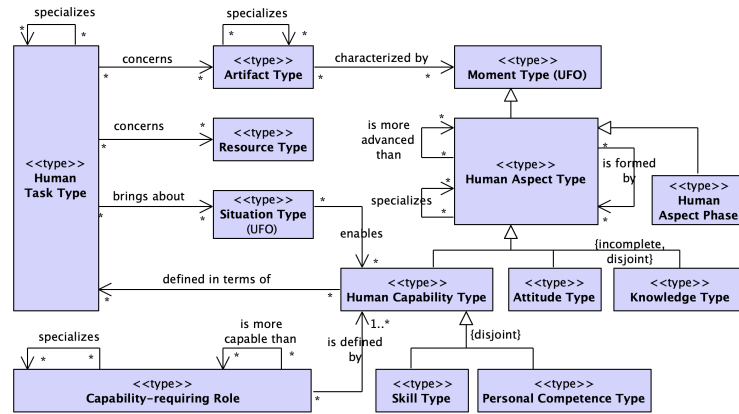 specializes
*
*
<<type>>
Human
Task Type
concerns
*
*
specializes
*
*
<<type>>
Artifact Type
characterized by
*
*
<<type>>
Moment Type (UFO)
concerns
*
*
<<type>>
Resource Type
is more
advanced
than
*
*
<<type>>
Human Aspect Type
specializes
*
*
*
is formed
by
*
<<type>>
Human
Aspect Phase
brings about
*
*
<<type>>
Situation Type
(UFO)
*
enables
*
{incomplete,
disjoint}
defined in terms of
*
*
<<type>>
Human Capability Type
<<type>>
Attitude Type
<<type>>
Knowledge Type
specializes
*
*
is more
capable than
*
*
<<type>>
Capability-requiring Role
1..*
is defined
by
*
{disjoint}
<<type>>
Skill Type
<<type>>
Personal Competence Type